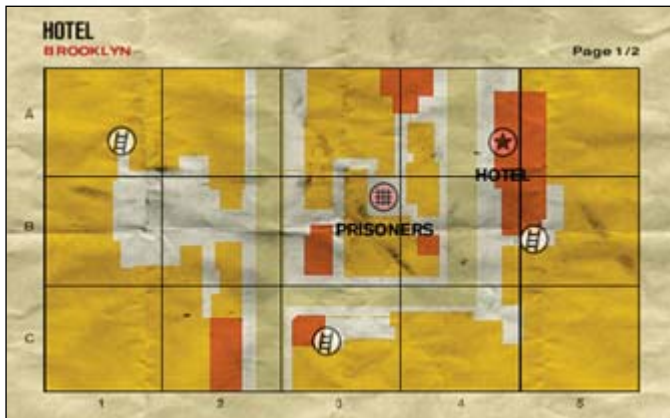 HOTEL
BROOKLYN
Page 1/2
A
HOTEL
B
PRISONERS
C
1 2 3 4 5